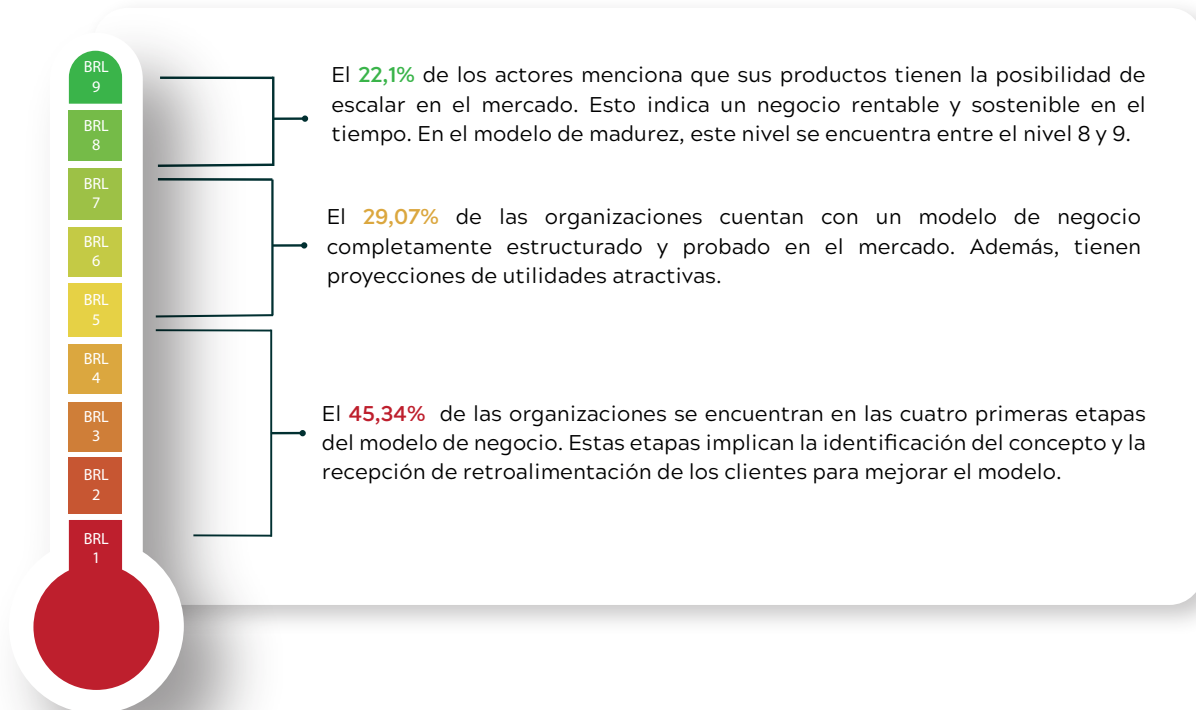 BRL
9
BRL
8
BRL
7
BRL
6
BRL
5
BRL
4
BRL
3
BRL
2
BRL
1
El 22,1% de los actores menciona que sus productos tienen la posibilidad de
escalar en el mercado. Esto indica un negocio rentable y sostenible en el
tiempo. En el modelo de madurez, este nivel se encuentra entre el nivel 8 y 9.
El 29,07% de las organizaciones cuentan con un modelo de negocio
completamente estructurado y probado en el mercado. Además, tienen
proyecciones de utilidades atractivas.
El 45,34% de las organizaciones se encuentran en las cuatro primeras etapas
del modelo de negocio. Estas etapas implican la identificación del concepto y la
recepción de retroalimentación de los clientes para mejorar el modelo.